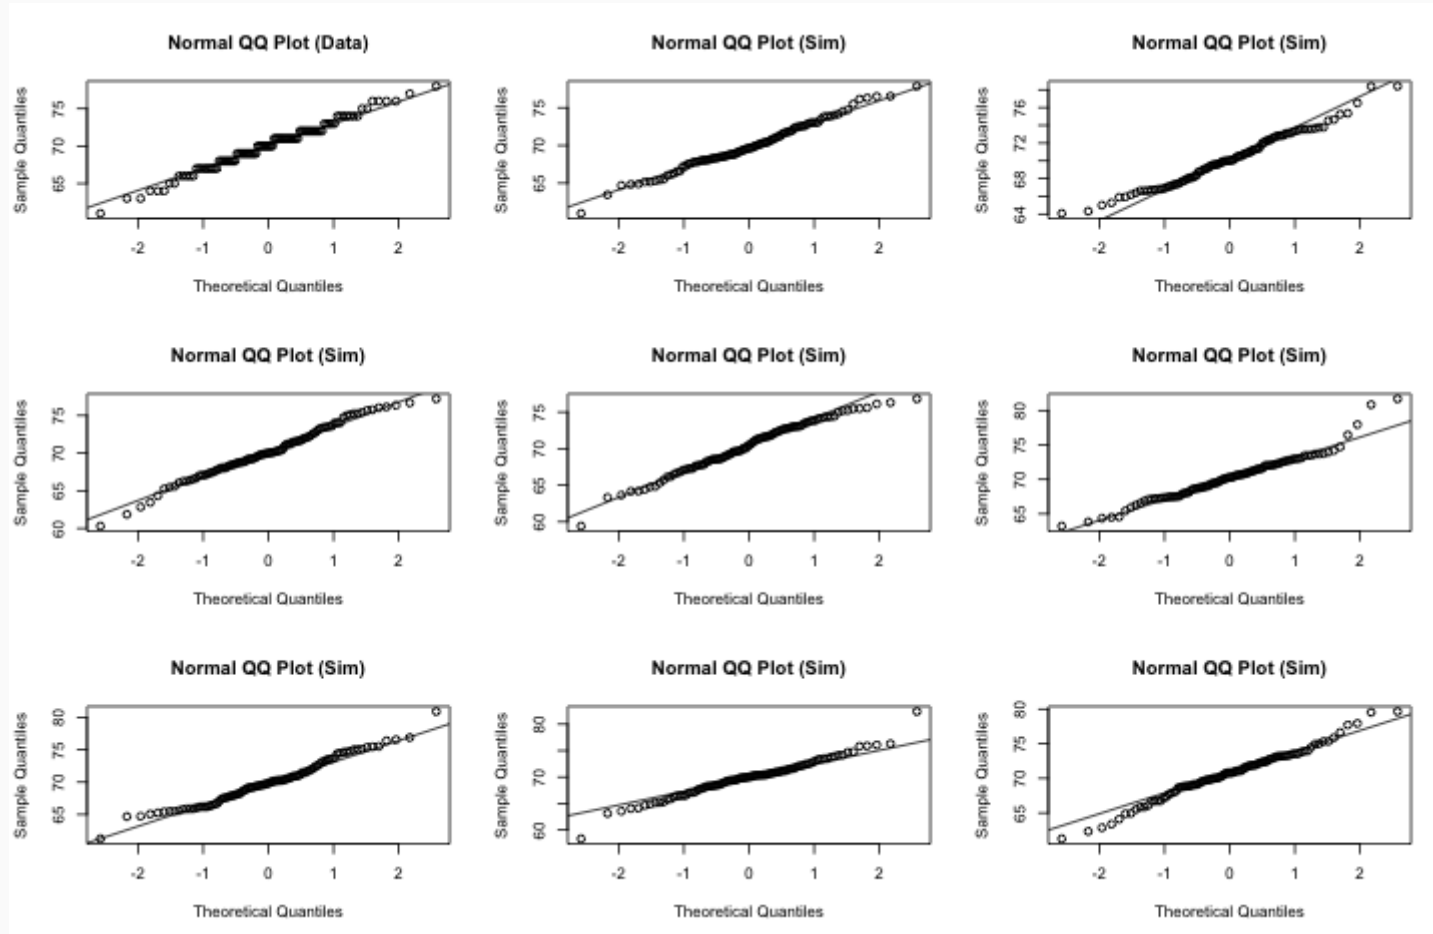 Normal QQ Plot (Data)
Sample Quantiles
75
70
65
-2 -1 0 1 2
Theoretical Quantiles
Normal QQ Plot (Sim)
Sample Quantiles
75
70
65
-2 -1 0 1 2
Theoretical Quantiles
Normal QQ Plot (Sim)
Sample Quantiles
76
72
68
64
-2 -1 0 1 2
Theoretical Quantiles
Normal QQ Plot (Sim)
Sample Quantiles
75
70
65
60
-2 -1 0 1 2
Theoretical Quantiles
Normal QQ Plot (Sim)
Sample Quantiles
75
70
65
60
-2 -1 0 1 2
Theoretical Quantiles
Normal QQ Plot (Sim)
Sample Quantiles
80
75
70
65
-2 -1 0 1 2
Theoretical Quantiles
Normal QQ Plot (Sim)
Sample Quantiles
80
75
70
65
-2 -1 0 1 2
Theoretical Quantiles
Normal QQ Plot (Sim)
Sample Quantiles
80
70
60
-2 -1 0 1 2
Theoretical Quantiles
Normal QQ Plot (Sim)
Sample Quantiles
80
75
70
65
-2 -1 0 1 2
Theoretical Quantiles